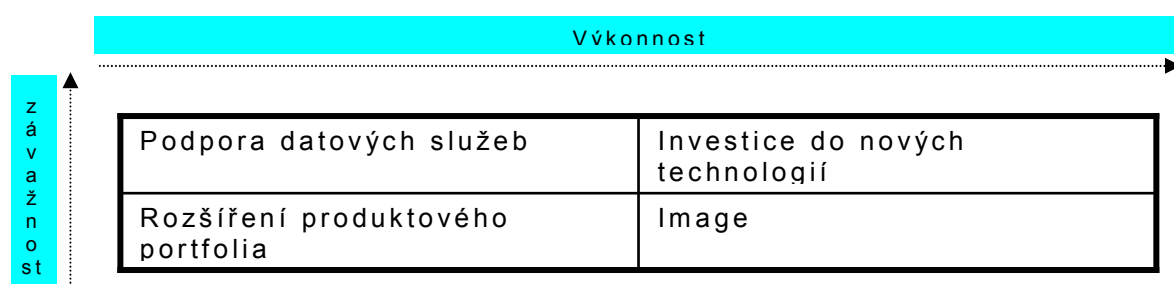 Výkonnost
závažnost
Podpora datových služeb
Investice do nových
technologií
Rozšíření produktového
portfolia
Image